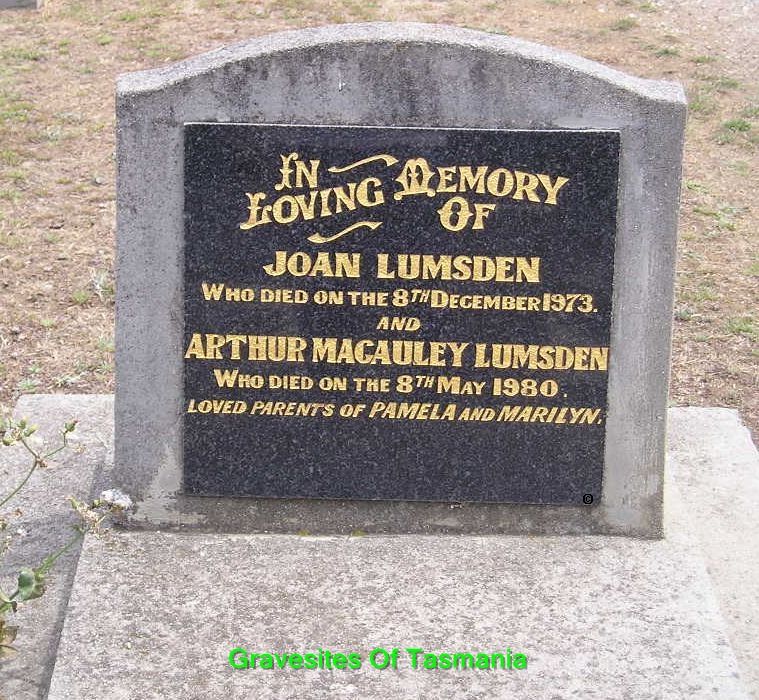 IN LOVING MEMORY OF
JOAN LUMSDEN
WHO DIED ON THE 8TH DECEMBER 1973.
AND
ARTHUR MACAULEY LUMSDEN
WHO DIED ON THE 8TH MAY 1980.
LOVED PARENTS OF PAMELA AND MARILYN.
Gravesites Of Tasmania